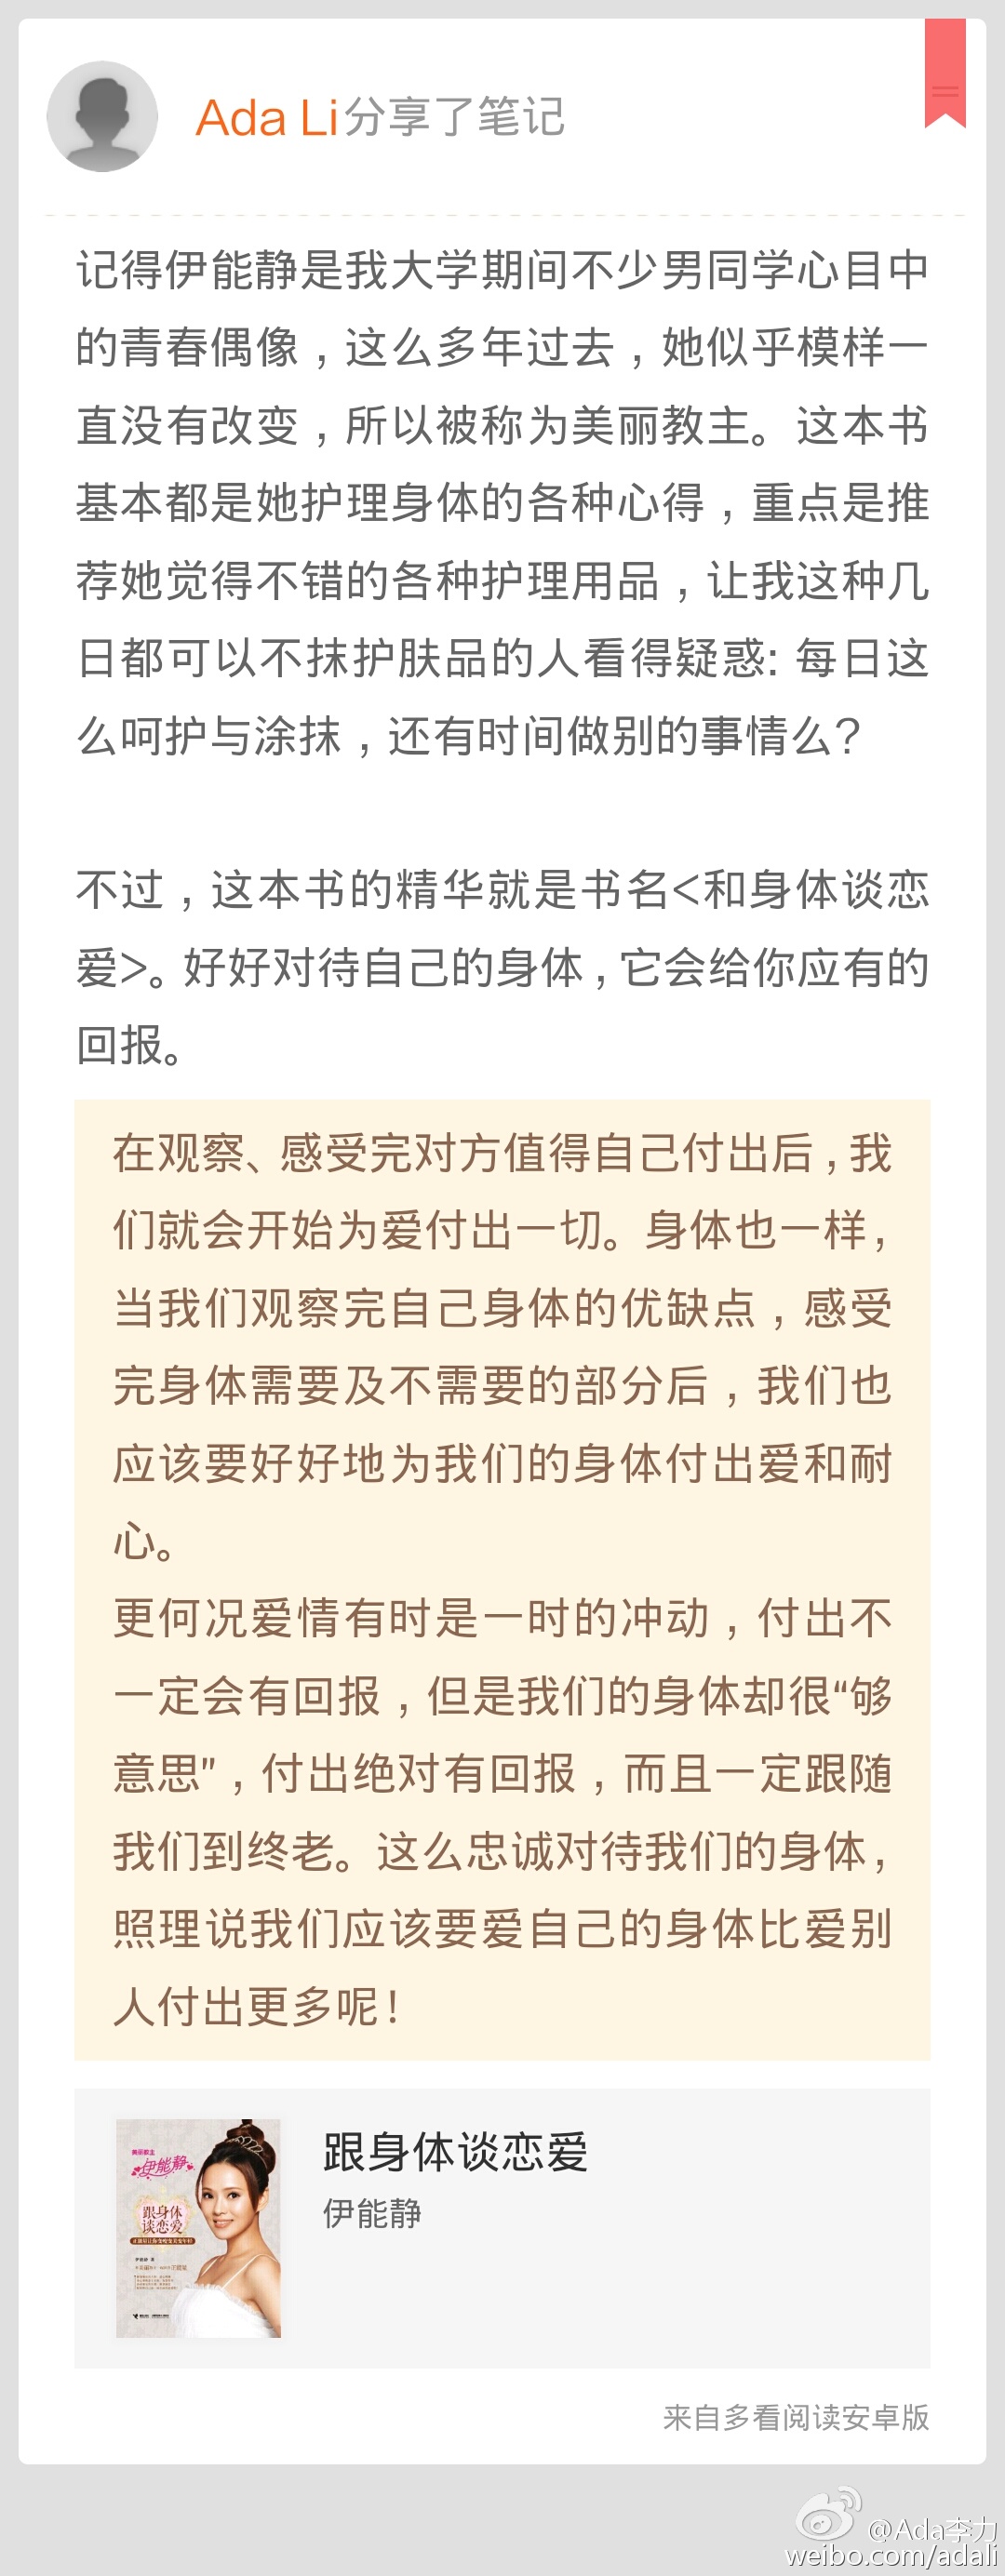 Ada Li分享了笔记
记得伊能静是我大学期间不少男同学心目中
的青春偶像，这么多年过去，她似乎模样一
直没有改变，所以被称为美丽教主。这本书
基本都是她护理身体的各种心得，重点是推
荐她觉得不错的各种护理用品，让我这种几
日都可以不抹护肤品的人看得疑惑: 每日这
么呵护与涂抹，还有时间做别的事情么?
不过，这本书的精华就是书名<和身体谈恋
爱>。好好对待自己的身体，它会给你应有的
回报。
在观察、感受完对方值得自己付出后，我
们就会开始为爱付出一切。身体也一样，
当我们观察完自己身体的优缺点，感受
完身体需要及不需要的部分后，我们也
应该要好好地为我们的身体付出爱和耐
心。
更何况爱情有时是一时的冲动，付出不
一定会有回报，但是我们的身体却很“够
意思”，付出绝对有回报，而且一定跟随
我们到终老。这么忠诚对待我们的身体，
照理说我们应该要爱自己的身体比爱别
人付出更多呢！
美丽教主
伊能静
跟身体
谈恋爱
跟身体谈恋爱
伊能静
来自多看阅读安卓版
@Ada李力
weibo.com/adali